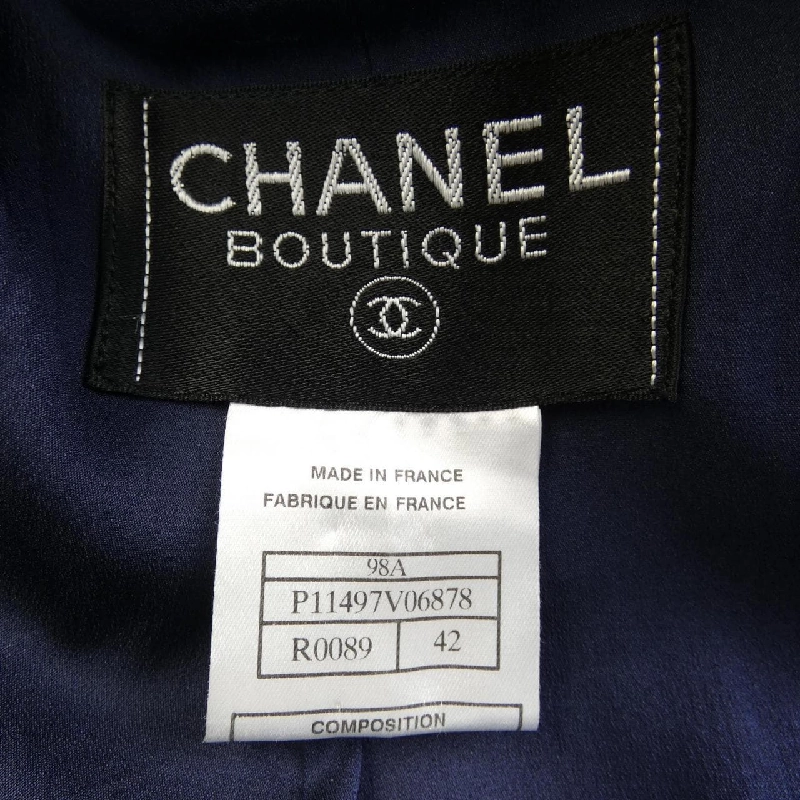 CHANEL
BOUTIQUE
MADE IN FRANCE
FABRIQUE EN FRANCE
98A
P11497V06878
R0089 42
COMPOSITION